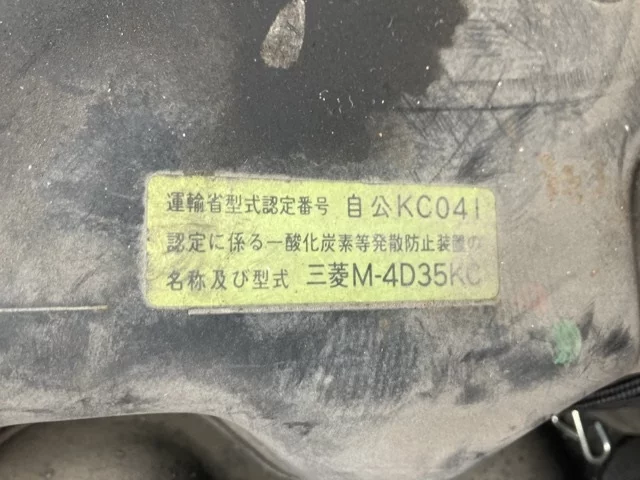 運輸省型式認定番号 自公KC041
認定に係る一酸化炭素等発散防止装置の
名称及び型式 三菱M-4D35KC